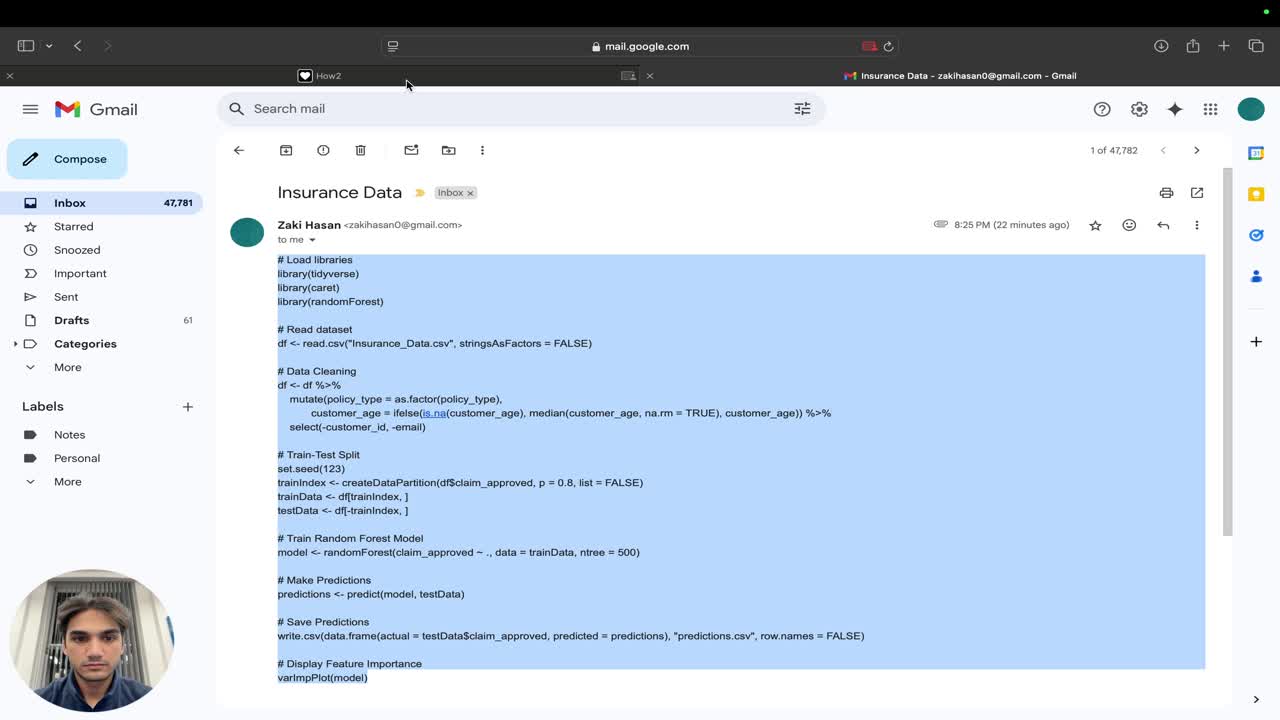 mail.google.com
How2
Insurance Data - zakihasan0@gmail.com - Gmail
Gmail
Search mail
Compose
1 of 47,782
Inbox 47,781
Starred
Snoozed
Important
Sent
Drafts 61
Categories
More
Labels
Notes
Personal
More
Insurance Data
Inbox
Zaki Hasan <zakihasan0@gmail.com>
8:25 PM (22 minutes ago)
to me
# Load libraries
library(tidyverse)
library(caret)
library(randomForest)
# Read dataset
df <- read.csv("Insurance_Data.csv", stringsAsFactors = FALSE)
# Data Cleaning
df <- df %>%
mutate(policy_type = as.factor(policy_type),
customer_age = ifelse(is.na(customer_age), median(customer_age, na.rm = TRUE), customer_age)) %>%
select(-customer_id, -email)
# Train-Test Split
set.seed(123)
trainIndex <- createDataPartition(df$claim_approved, p = 0.8, list = FALSE)
trainData <- df[trainIndex, ]
testData <- df[-trainIndex, ]
# Train Random Forest Model
model <- randomForest(claim_approved ~ ., data = trainData, ntree = 500)
# Make Predictions
predictions <- predict(model, testData)
# Save Predictions
write.csv(data.frame(actual = testData$claim_approved, predicted = predictions), "predictions.csv", row.names = FALSE)
# Display Feature Importance
varImpPlot(model)
31